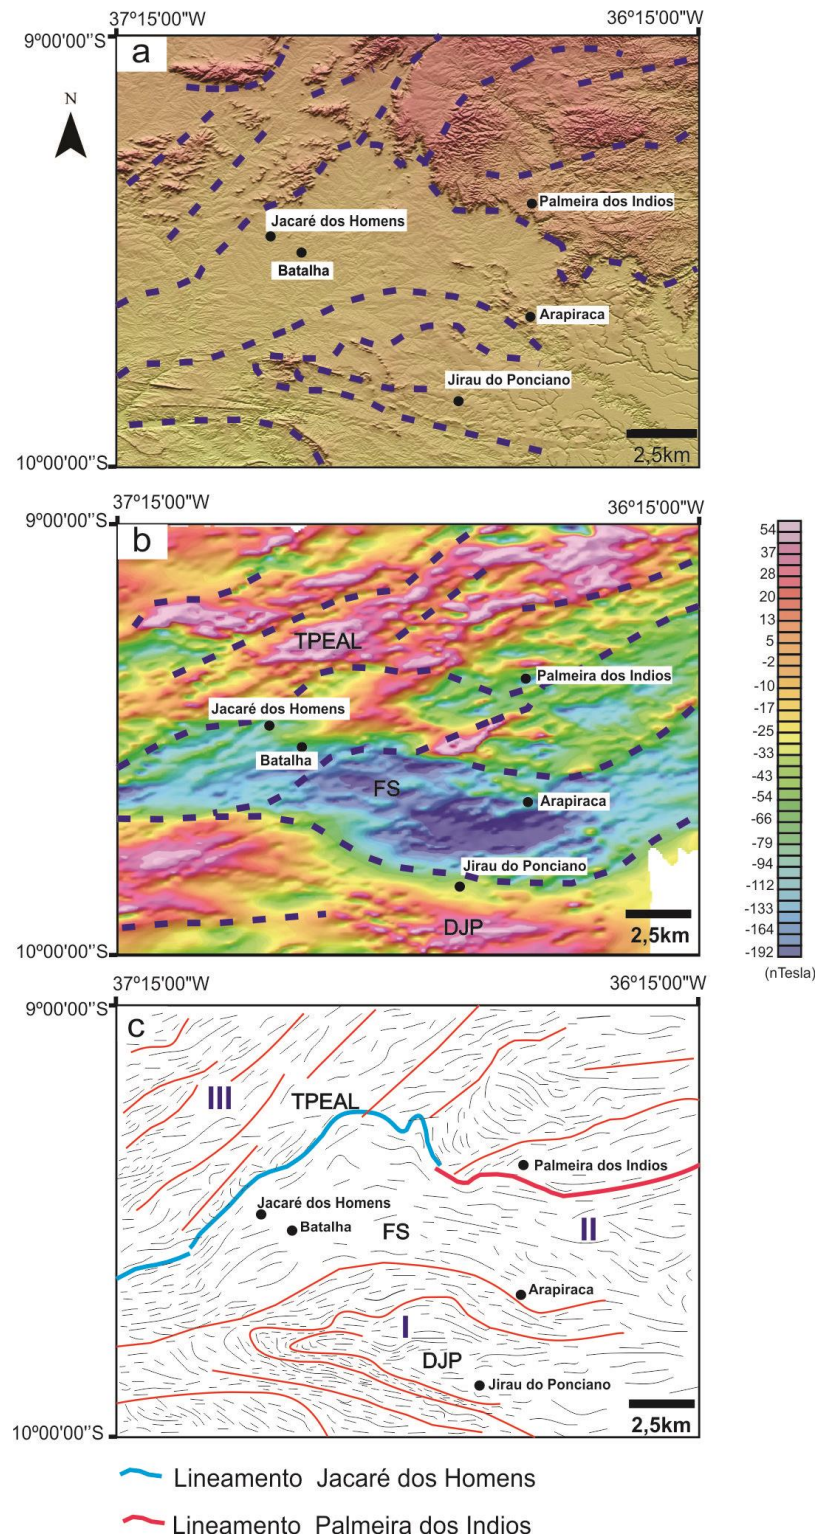 37º15'00"W 36º15'00"W
9º00'00''S
a
N
Palmeira dos Indios
Jacaré dos Homens
Batalha
Arapiraca
Jirau do Ponciano
2,5km
10º00'00''S
37º15'00"W 36º15'00"W
9º00'00''S
b
TPEAL
Palmeira dos Indios
Jacaré dos Homens
Batalha
FS
Arapiraca
Jirau do Ponciano
DJP
2,5km
10º00'00''S
54
37
28
20
13
5
-2
-10
-17
-25
-33
-43
-54
-66
-79
-94
-112
-133
-164
-192
(nTesla)
37º15'00"W 36º15'00"W
9º00'00''S
c
III
TPEAL
Palmeira dos Indios
Jacaré dos Homens
Batalha
FS
II
Arapiraca
I
DJP
Jirau do Ponciano
2,5km
10º00'00''S
Lineamento Jacaré dos Homens
Lineamento Palmeira dos Indios